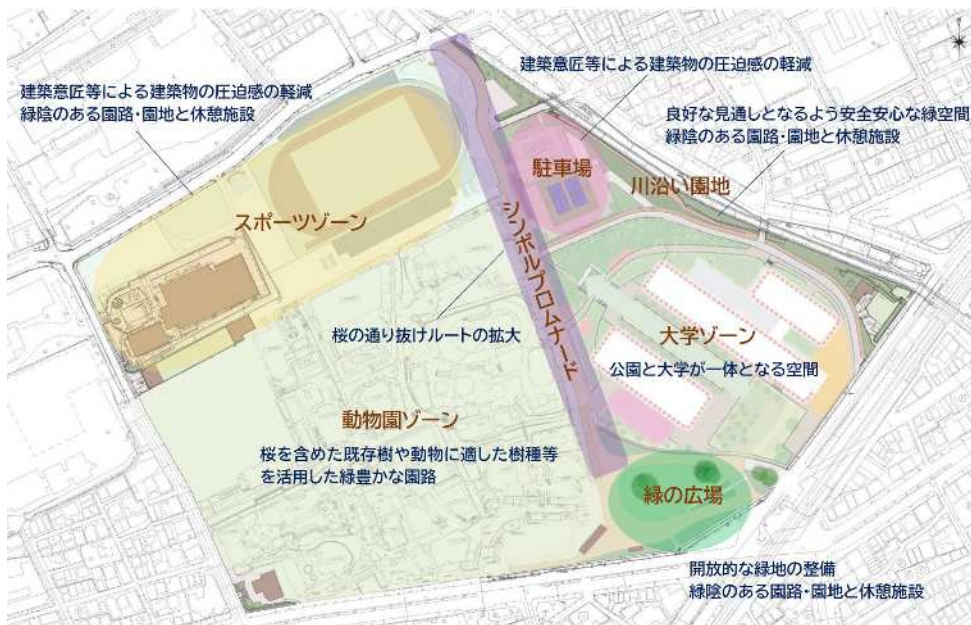 建築意匠等による建築物の圧迫感の軽減
建築意匠等による建築物の圧迫感の軽減
緑陰のある園路・園地と休憩施設
良好な見通しとなるよう安全安心な緑空間
緑陰のある園路・園地と休憩施設
駐車場
川沿い園地
スポーツゾーン
シンボルプロムナード
桜の通り抜けルートの拡大
大学ゾーン
公園と大学が一体となる空間
動物園ゾーン
桜を含めた既存樹や動物に適した樹種等
を活用した緑豊かな園路
緑の広場
開放的な緑地の整備
緑陰のある園路・園地と休憩施設